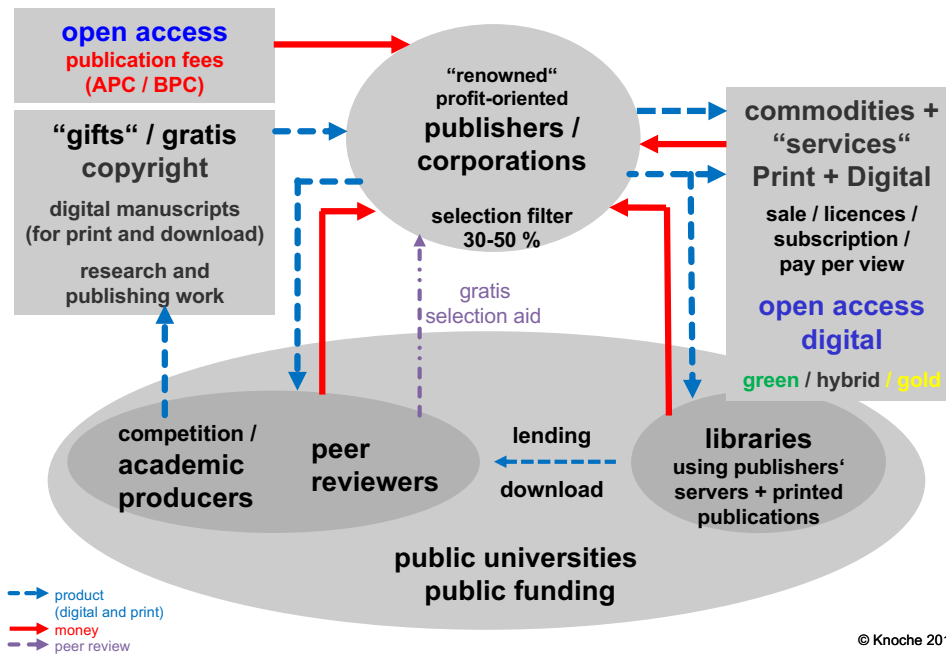 open access
publication fees
(APC / BPC)
“gifts“ / gratis
copyright
digital manuscripts
(for print and download)
research and
publishing work
“renowned“
profit-oriented
publishers /
corporations
selection filter
30-50 %
commodities +
“services“
Print + Digital
sale / licences /
subscription /
pay per view
open access
digital
green / hybrid / gold
gratis
selection aid
competition /
academic
producers
peer
reviewers
lending
download
libraries
using publishers‘
servers + printed
publications
public universities
public funding
product
(digital and print)
money
peer review
© Knoche